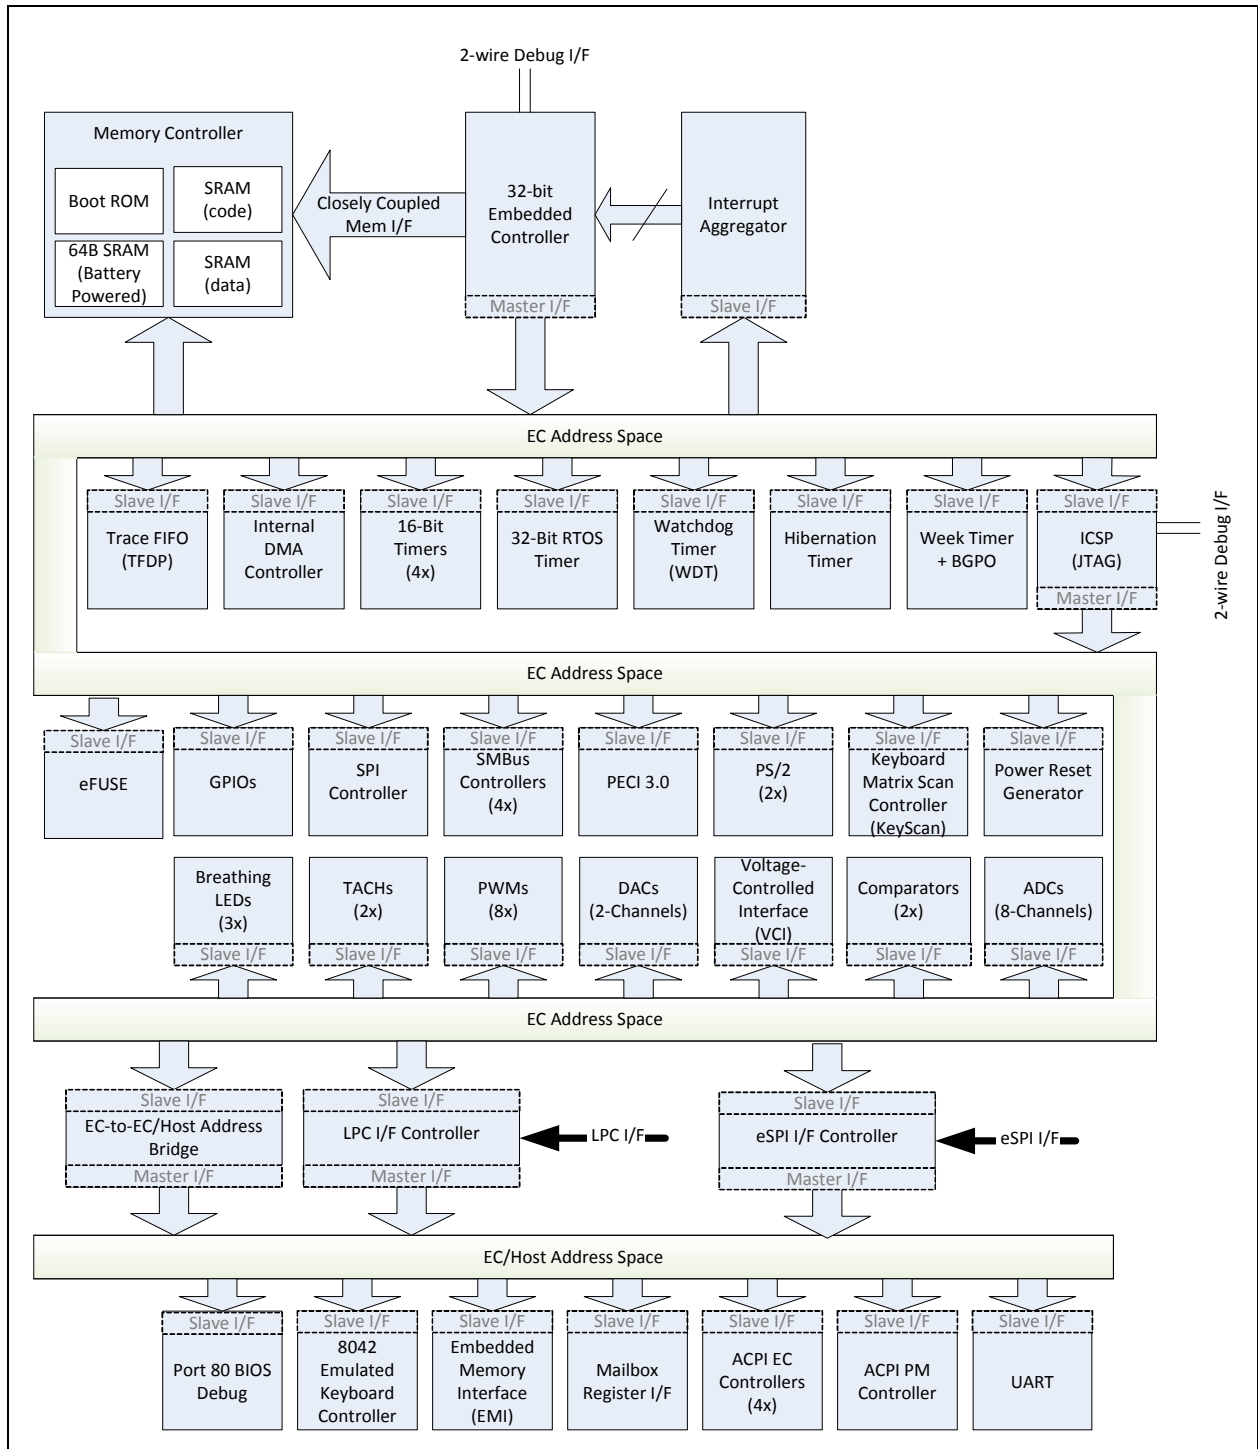 2-wire Debug I/F
Memory Controller
Boot ROM
SRAM
(code)
64B SRAM
(Battery
Powered)
SRAM
(data)
Closely Coupled
Mem I/F
32-bit
Embedded
Controller
Master I/F
Interrupt
Aggregator
Slave I/F
EC Address Space
Slave I/F
Trace FIFO
(TFDP)
Slave I/F
Internal
DMA
Controller
Slave I/F
16-Bit
Timers
(4x)
Slave I/F
32-Bit RTOS
Timer
Slave I/F
Watchdog
Timer
(WDT)
Slave I/F
Hibernation
Timer
Slave I/F
Week Timer
+ BGPO
Slave I/F
ICSP
(JTAG)
Master I/F
2-wire Debug I/F
EC Address Space
Slave I/F
eFUSE
Slave I/F
GPIOs
Slave I/F
SPI
Controller
Slave I/F
SMBus
Controllers
(4x)
Slave I/F
PECI 3.0
Slave I/F
PS/2
(2x)
Slave I/F
Keyboard
Matrix Scan
Controller
(KeyScan)
Slave I/F
Power Reset
Generator
Breathing
LEDs
(3x)
Slave I/F
TACHs
(2x)
Slave I/F
PWMs
(8x)
Slave I/F
DACs
(2-Channels)
Slave I/F
Voltage-
Controlled
Interface
(VCI)
Slave I/F
Comparators
(2x)
Slave I/F
ADCs
(8-Channels)
Slave I/F
EC Address Space
Slave I/F
EC-to-EC/Host Address
Bridge
Master I/F
Slave I/F
LPC I/F Controller
Master I/F
LPC I/F
Slave I/F
eSPI I/F Controller
Master I/F
eSPI I/F
EC/Host Address Space
Slave I/F
Port 80 BIOS
Debug
Slave I/F
8042
Emulated
Keyboard
Controller
Slave I/F
Embedded
Memory
Interface
(EMI)
Slave I/F
Mailbox
Register I/F
Slave I/F
ACPI EC
Controllers
(4x)
Slave I/F
ACPI PM
Controller
Slave I/F
UART